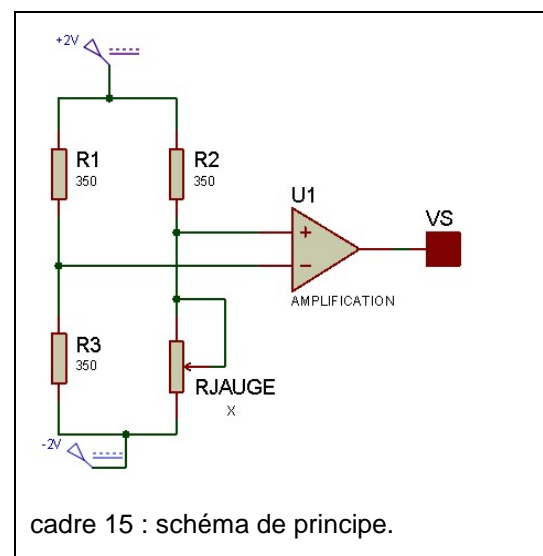 +2V
R1
350
R2
350
U1
+
-
AMPLIFICATION
VS
R3
350
RJAUGE
X
-2V
cadre 15 : schéma de principe.